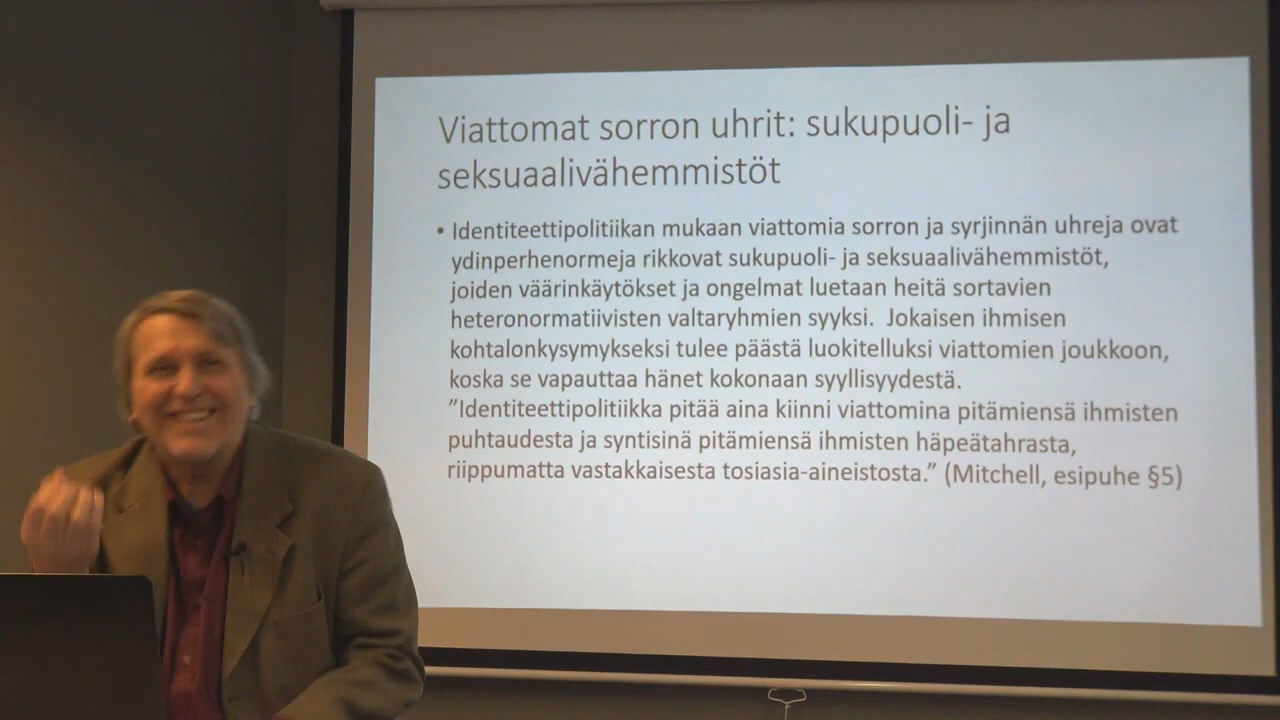 Viattomat sorron uhrit: sukupuoli- ja
seksuaalivähemmistöt
• Identiteettipolitiikan mukaan viattomia sorron ja syrjinnän uhreja ovat
ydinperhenormeja rikkovat sukupuoli- ja seksuaalivähemmistöt,
joiden väärinkäytökset ja ongelmat luetaan heitä sortavien
heteronormatiivisten valtaryhmien syyksi. Jokaisen ihmisen
kohtalonkysymykseksi tulee päästä luokitelluksi viattomien joukkoon,
koska se vapauttaa hänet kokonaan syyllisyydestä.
”Identiteettipolitiikka pitää aina kiinni viattomina pitämiensä ihmisten
puhtaudesta ja syntisinä pitämiensä ihmisten häpeätahrasta,
riippumatta vastakkaisesta tosiasia-aineistosta.” (Mitchell, esipuhe §5)